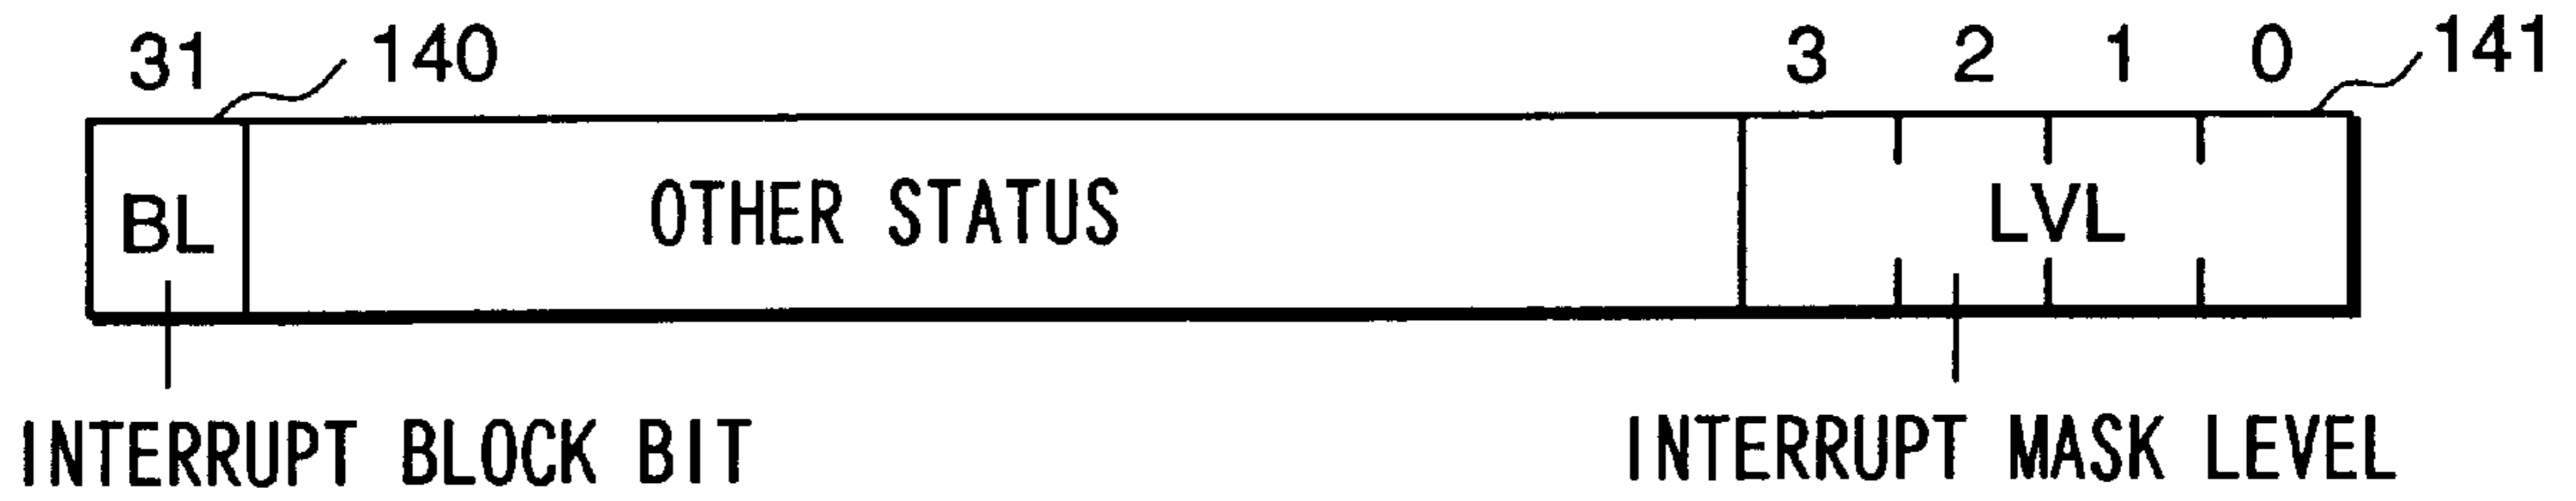 31 140 3 2 1 0 141
BL OTHER STATUS LVL
INTERRUPT BLOCK BIT INTERRUPT MASK LEVEL